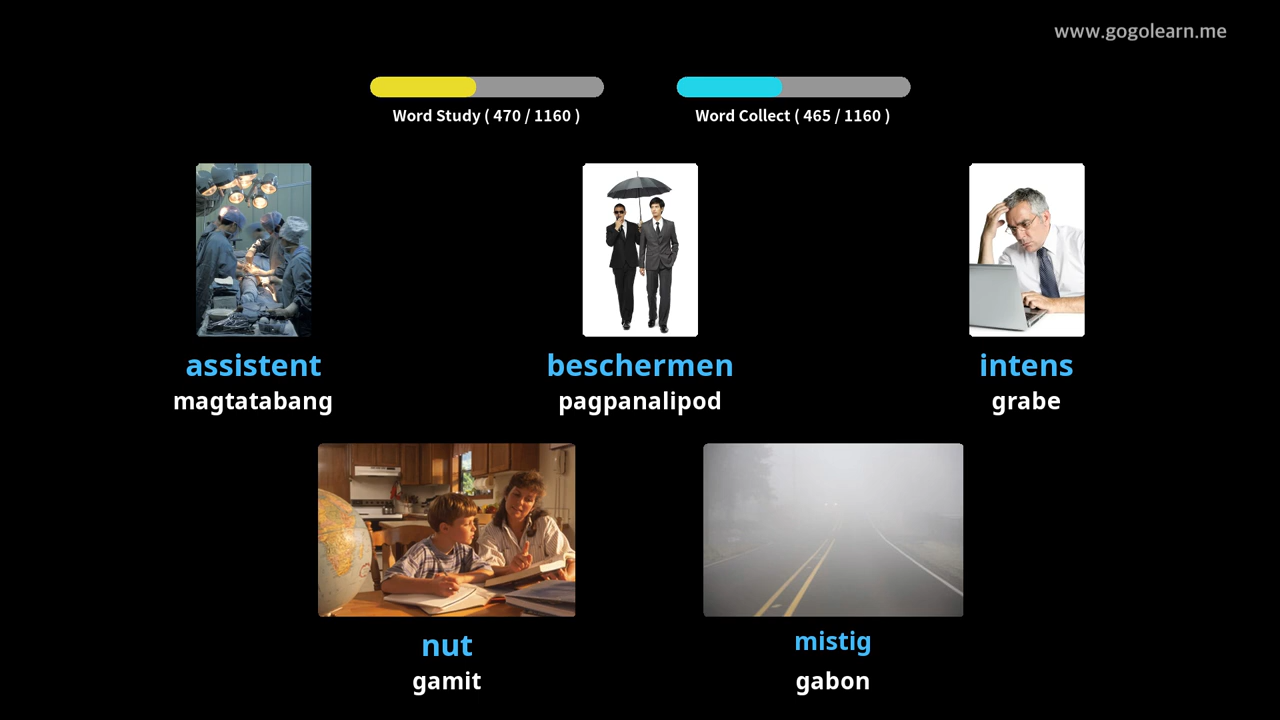 www.gogolearn.me
Word Study ( 470 / 1160 )
Word Collect ( 465 / 1160 )
assistent
magtatabang
beschermen
pagpanalipod
intens
grabe
nut
gamit
mistig
gabon